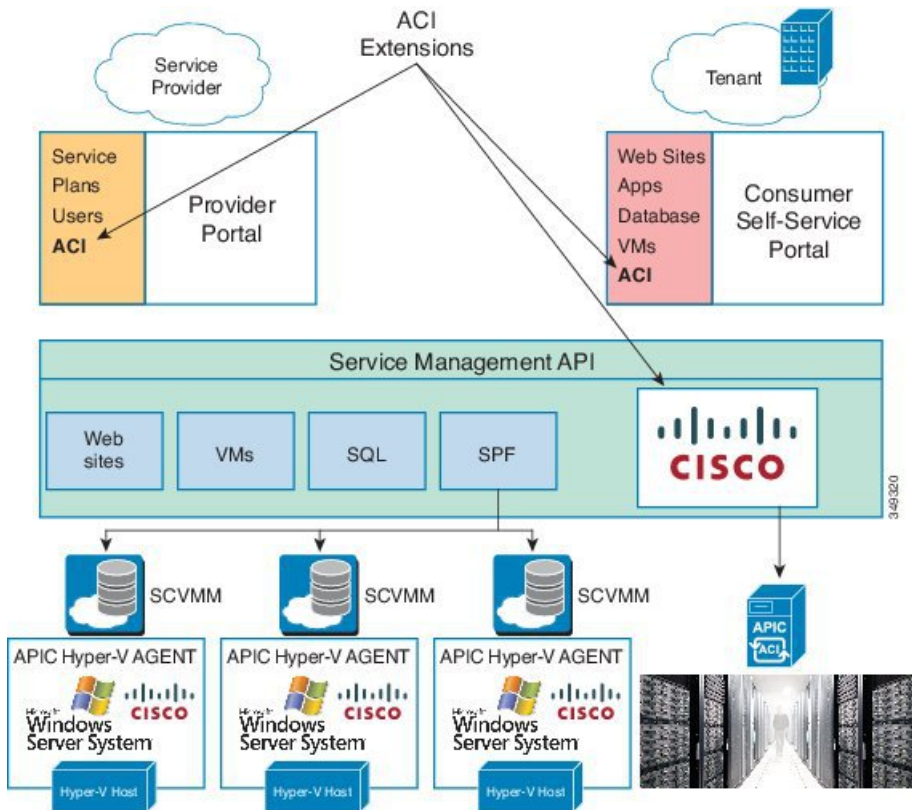 ACI
Extensions
Service
Provider
Tenant
Service
Plans
Users
ACI
Provider
Portal
Web Sites
Apps
Database
VMs
ACI
Consumer
Self-Service
Portal
Service Management API
Web
sites
VMs
SQL
SPF
CISCO
349320
SCVMM
SCVMM
SCVMM
APIC
ACI
APIC Hyper-V AGENT
Windows
Server System
CISCO
Hyper-V Host
APIC Hyper-V AGENT
Windows
Server System
CISCO
Hyper-V Host
APIC Hyper-V AGENT
Windows
Server System
CISCO
Hyper-V Host